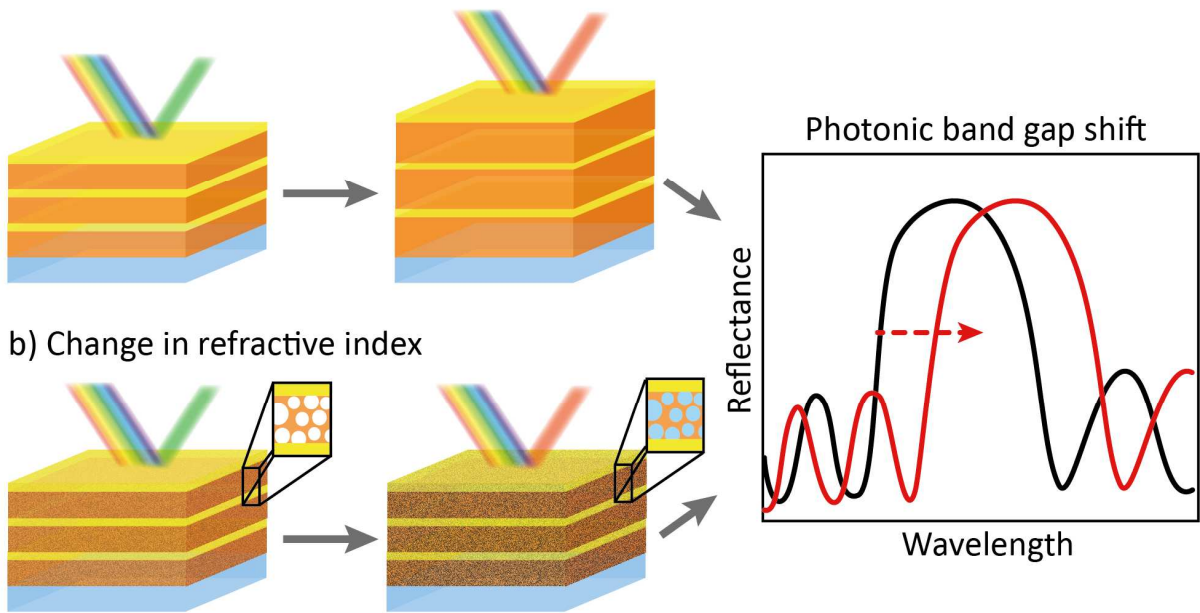 Photonic band gap shift
Reflectance
Wavelength
b) Change in refractive index